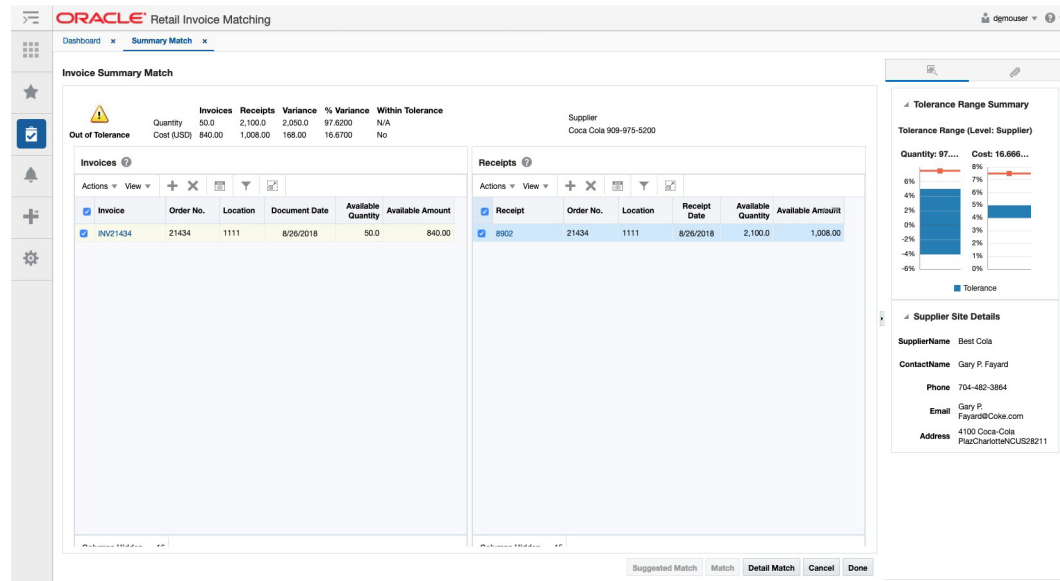 ORACLE® Retail Invoice Matching
demouser
Dashboard × Summary Match ×
Invoice Summary Match
Out of Tolerance
Invoices Receipts Variance % Variance Within Tolerance
Quantity 50.0 2,100.0 2,050.0 97.6200 N/A
Cost (USD) 840.00 1,008.00 168.00 16.6700 No
Supplier
Coca Cola 909-975-5200
Invoices
Actions View
Invoice Order No. Location Document Date Available Quantity Available Amount
INV21434 21434 1111 8/26/2018 50.0 840.00
Receipts
Actions View
Receipt Order No. Location Receipt Date Available Quantity Available Amount
8902 21434 1111 8/26/2018 2,100.0 1,008.00
Suggested Match Match Detail Match Cancel Done
Tolerance Range Summary
Tolerance Range (Level: Supplier)
Quantity: 97.... Cost: 16.666...
6%
4%
2%
0%
-2%
-4%
-6%
8%
7%
6%
5%
4%
3%
2%
1%
0%
Tolerance
Supplier Site Details
SupplierName Best Cola
ContactName Gary P. Fayard
Phone 704-482-3864
Email Gary P.
Fayard@Coke.com
Address 4100 Coca-Cola
PlazCharlotteNCUS28211